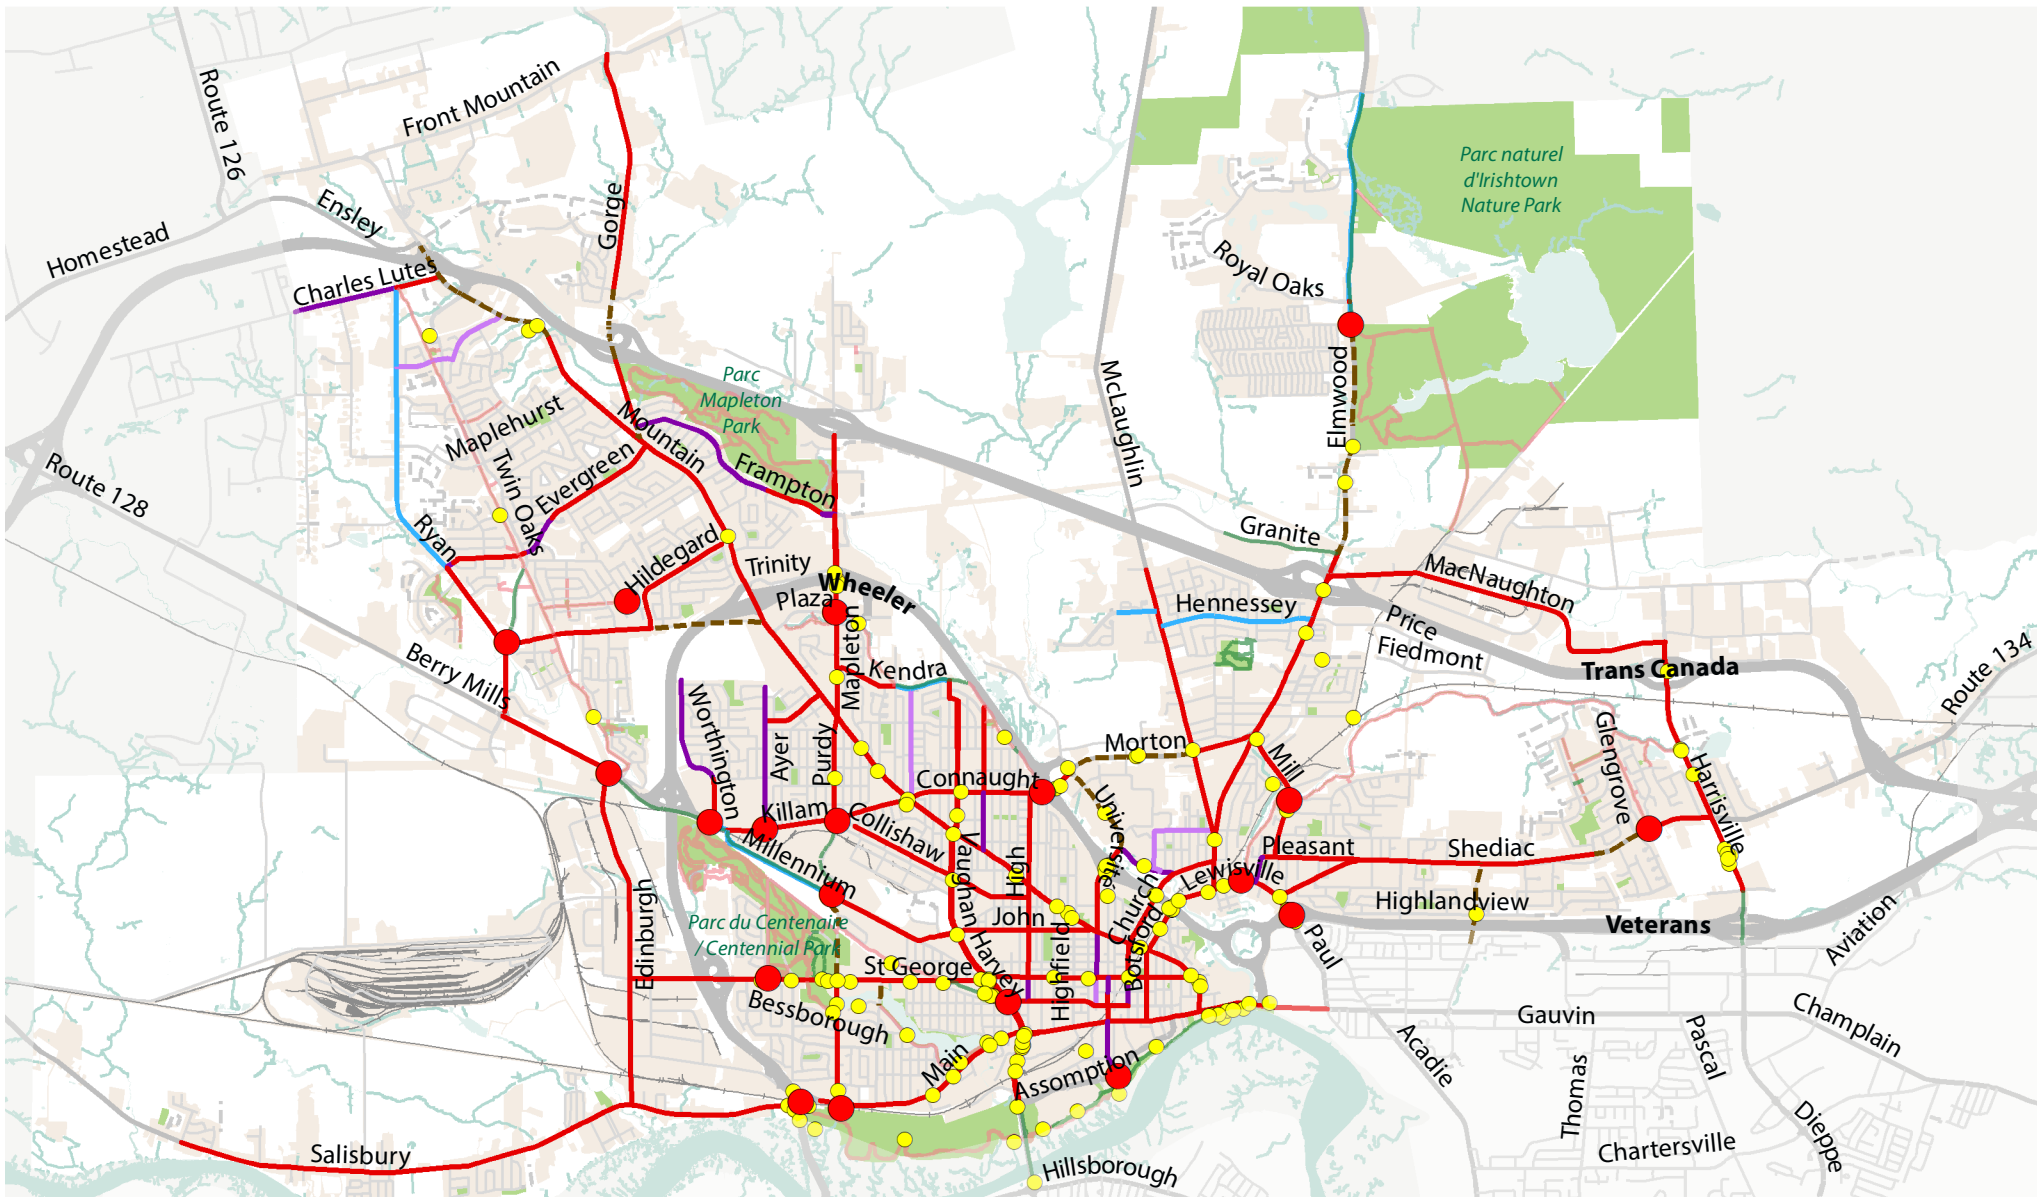 Route 126
Front Mountain
Gorge
Ensley
Homestead
Charles Lutes
Parc naturel
d'Irishtown
Nature Park
Royal Oaks
McLaughlin
Elmwood
Parc
Mapleton
Park
Maplehurst
Mountain
Twin Oaks
Evergreen
Frampton
Route 128
Ryan
Hildegard
Trinity
Wheeler
Plaza
Granite
MacNaughton
Hennessey
Price
Fiedmont
Trans Canada
Route 134
Berry Mills
Worthington
Ayer
Purdy
Mapleton
Kendra
Morton
Mill
Glengrove
Harrisville
Connaught
Killam
Collishaw
Millennium
Vaughan
High
Université
Church
Lewisville
Pleasant
Shediac
Highlandview
Veterans
Aviation
Edinburgh
Parc du Centenaire
/ Centennial Park
John
Harvey
Highfield
Botsford
Paul
St George
Bessborough
Main
Assomption
Gauvin
Champlain
Acadie
Thomas
Pascal
Dieppe
Chartersville
Salisbury
Hillsborough